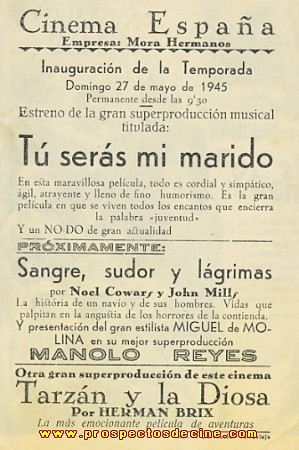 Cinema España
Empresa: Mora Hermanos
Inauguración de la Temporada
Domingo 27 de mayo de 1945
Permanente desde las 9'30
Estreno de la gran superproducción musical
titulada:
Tú serás mi marido
En esta maravillosa película, todo es cordial y simpático,
ágil, atrayente y lleno de fino humorismo. Es la gran
película en que se viven todos los encantos que encierra
la palabra «juventud»
Y un NO-DO de gran actualidad
PRÓXIMAMENTE:
Sangre, sudor y lágrimas
por Noel Cowars y John Mills
La história de un navío y de sus hombres. Vidas que
palpitan en la angustia de los horrores de la contienda.
Y presentación del gran estilista MIGUEL de MO-
LINA en su mejor superproducción
MANOLO REYES
Otra gran superproducción de este cinema
Tarzán y la Diosa
Por HERMAN BRIX
La más emocionante película de aventuras
www.prospectosdecine.com